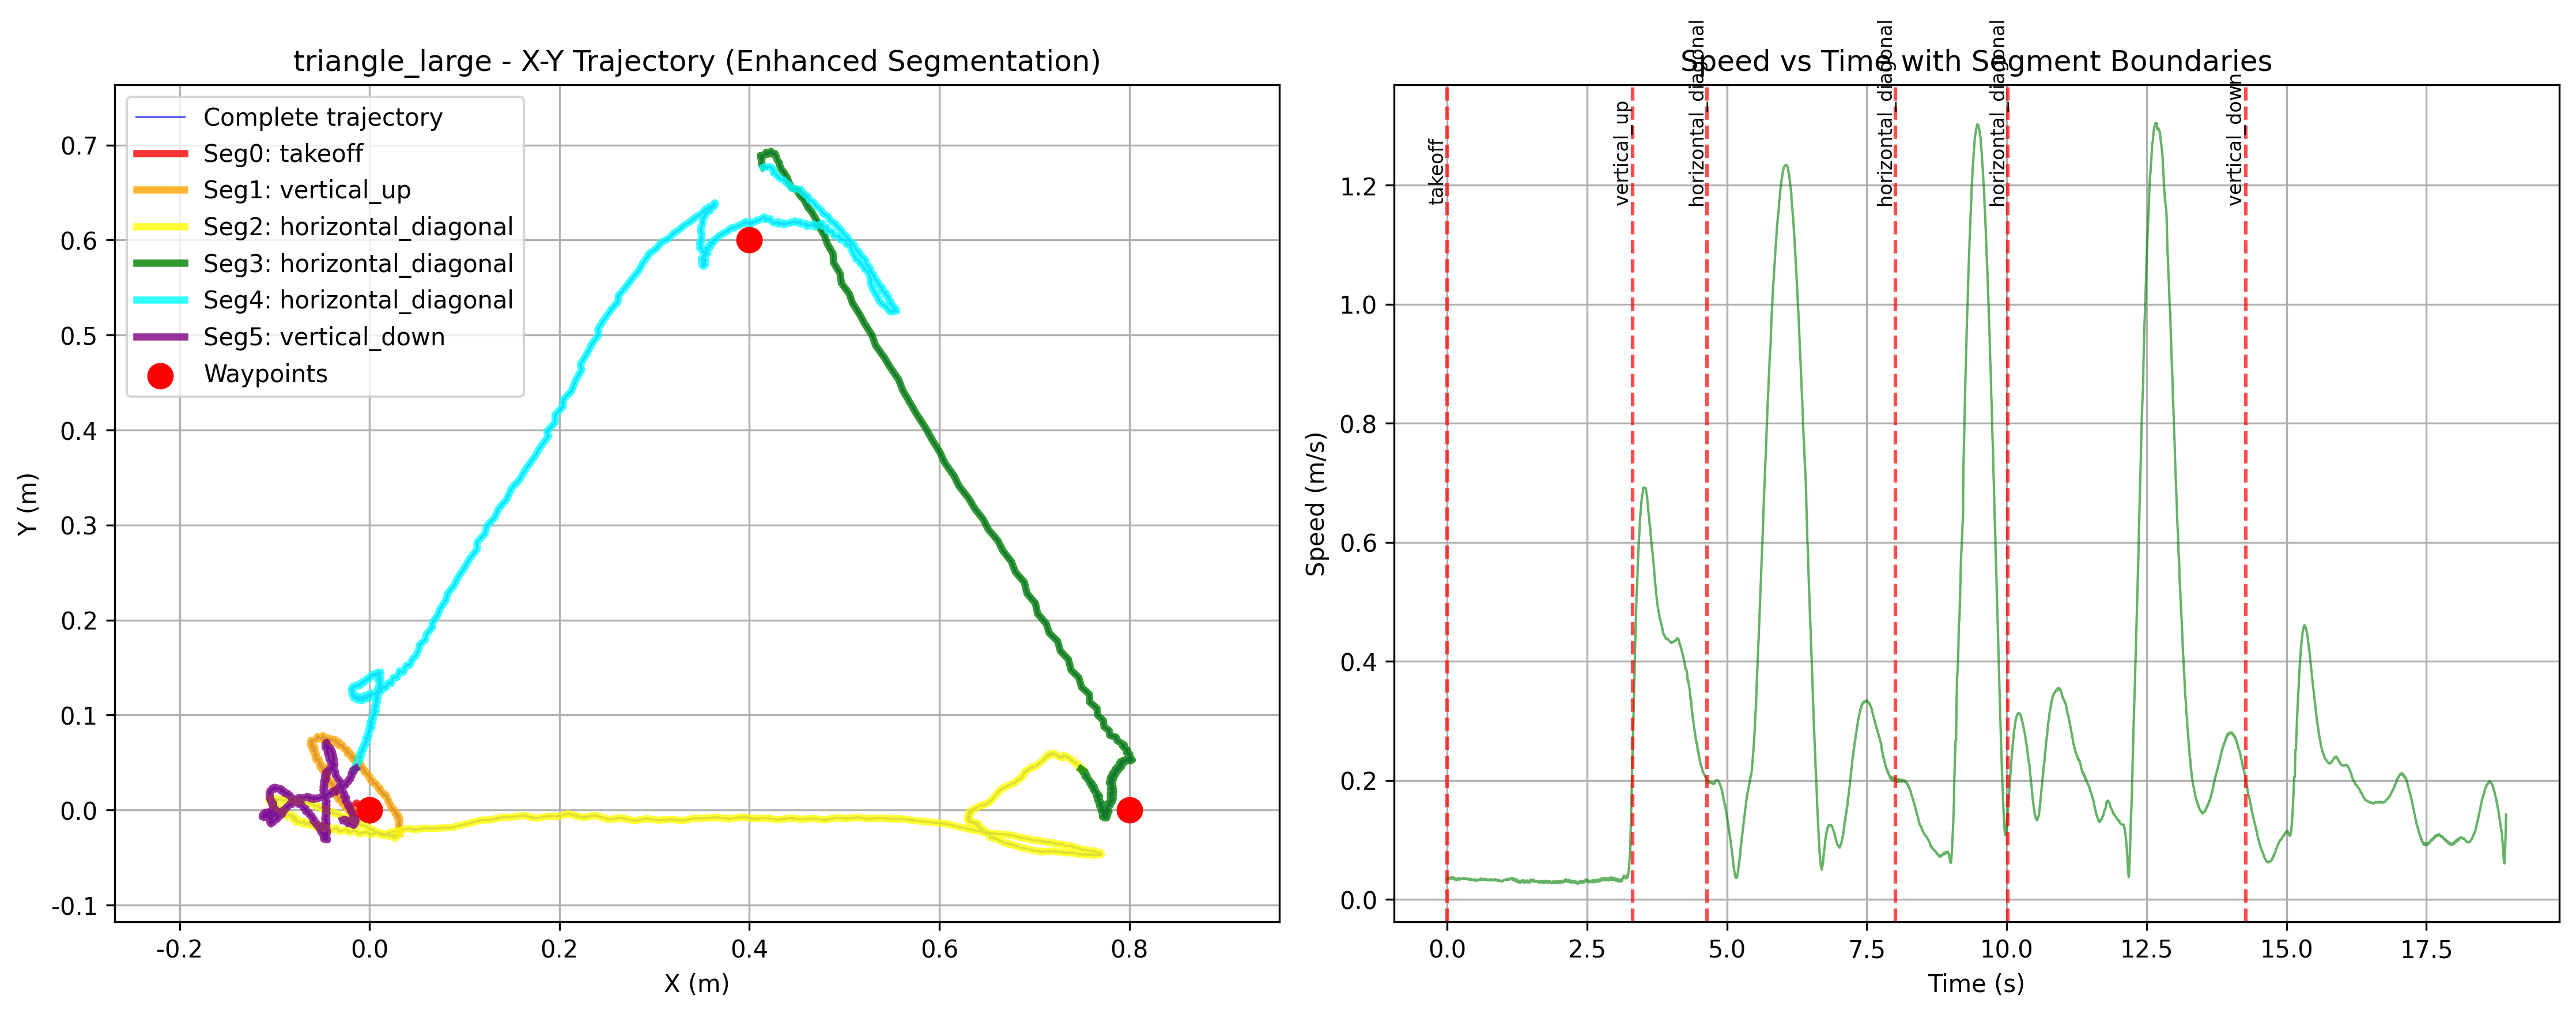 triangle_large - X-Y Trajectory (Enhanced Segmentation)
Complete trajectory
Seg0: takeoff
Seg1: vertical_up
Seg2: horizontal_diagonal
Seg3: horizontal_diagonal
Seg4: horizontal_diagonal
Seg5: vertical_down
Waypoints
Y (m)
0.7
0.6
0.5
0.4
0.3
0.2
0.1
0.0
-0.1
-0.2
0.0
0.2
0.4
0.6
0.8
X (m)
Speed vs Time with Segment Boundaries
takeoff
vertical_up
horizontal_diagonal
horizontal_diagonal
horizontal_diagonal
vertical_down
Speed (m/s)
1.2
1.0
0.8
0.6
0.4
0.2
0.0
0.0
2.5
5.0
7.5
10.0
12.5
15.0
17.5
Time (s)